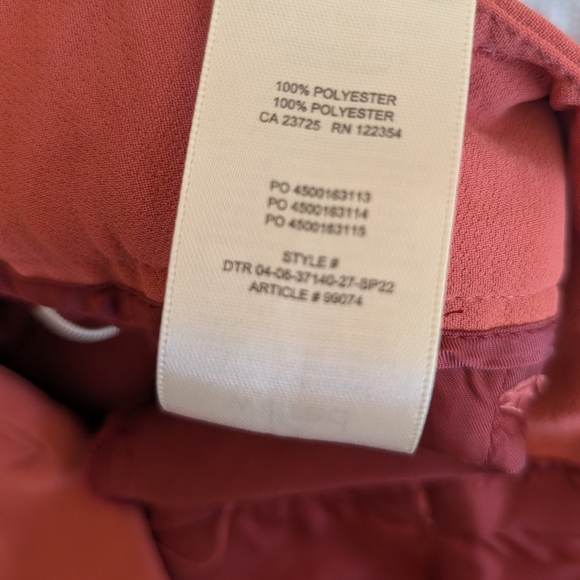 100% POLYESTER
100% POLYESTER
CA 23725 RN 122354
PO 4500163113
PO 4500163114
PO 4500163115
STYLE #
DTR 04-06-37140-27-SP22
ARTICLE # 99074